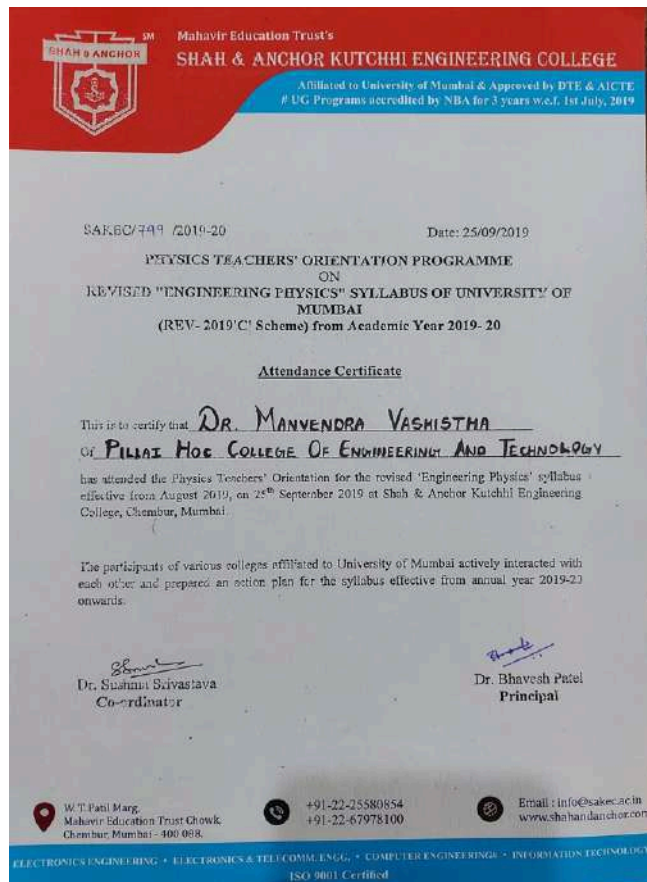 SM
SHAH & ANCHOR
Mahavir Education Trust's
SHAH & ANCHOR KUTCHHI ENGINEERING COLLEGE
Affiliated to University of Mumbai & Approved by DTE & AICTE
# UG Programs accredited by NBA for 3 years w.e.f. 1st July, 2019
SAKEC/799 /2019-20
Date: 25/09/2019
PHYSICS TEACHERS' ORIENTATION PROGRAMME
ON
REVISED "ENGINEERING PHYSICS" SYLLABUS OF UNIVERSITY OF
MUMBAI
(REV- 2019'C' Scheme) from Academic Year 2019- 20
Attendance Certificate
This is to certify that DR. MANVENDRA VASHISTHA
Of PILLAI HOC COLLEGE OF ENGINEERING AND TECHNOLOGY
has attended the Physics Teachers' Orientation for the revised 'Engineering Physics' syllabus
effective from August 2019, on 25th September 2019 at Shah & Anchor Kutchhi Engineering
College, Chembur, Mumbai.
The participants of various colleges affiliated to University of Mumbai actively interacted with
each other and prepared an action plan for the syllabus effective from annual year 2019-20
onwards.
Dr. Sushma Srivastava
Co-ordinator
Dr. Bhavesh Patel
Principal
W. T. Patil Marg,
Mahavir Education Trust Chowk,
Chembur, Mumbai - 400 088.
+91-22-25580854
+91-22-67978100
Email : info@sakec.ac.in
www.shahandanchor.com
ELECTRONICS ENGINEERING • ELECTRONICS & TELECOMM. ENGG. • COMPUTER ENGINEERING • INFORMATION TECHNOLOGY
ISO 9001 Certified